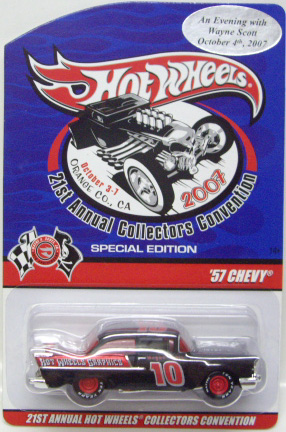 An Evening with
Wayne Scott
October 4th, 2007
Hot Wheels®
October 3-7
ORANGE CO., CA
2007
21st Annual Collectors Convention
SPECIAL EDITION
'57 CHEVY®
HOT WHEELS GRAPHICS
10
21ST ANNUAL HOT WHEELS® COLLECTORS CONVENTION